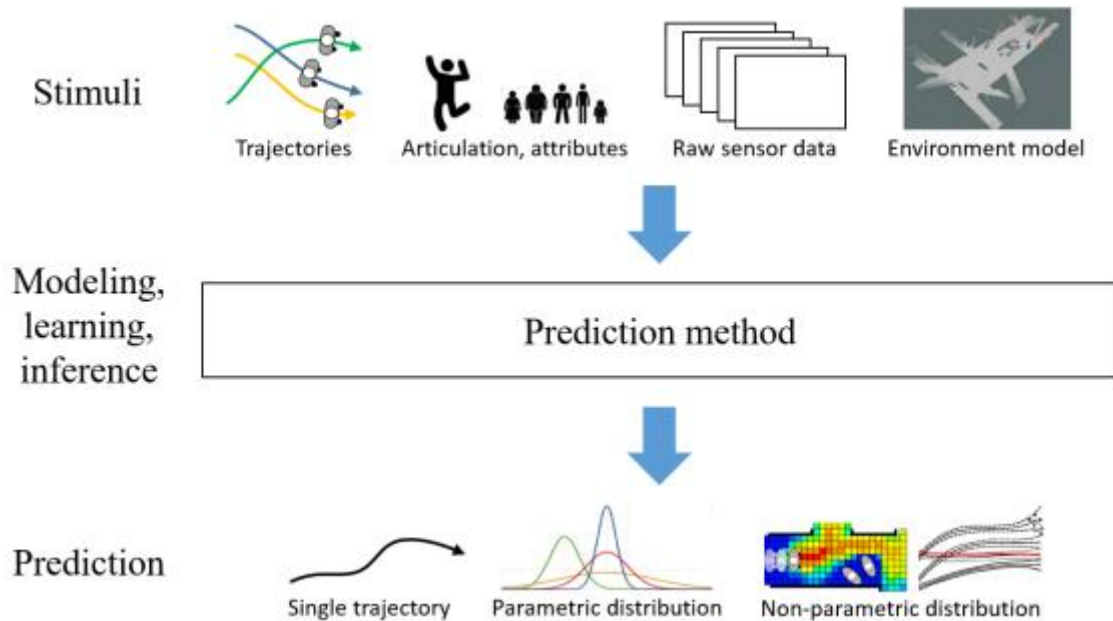 Stimuli
Trajectories
Articulation, attributes
Raw sensor data
Environment model
Modeling,
learning,
inference
Prediction method
Prediction
Single trajectory
Parametric distribution
Non-parametric distribution